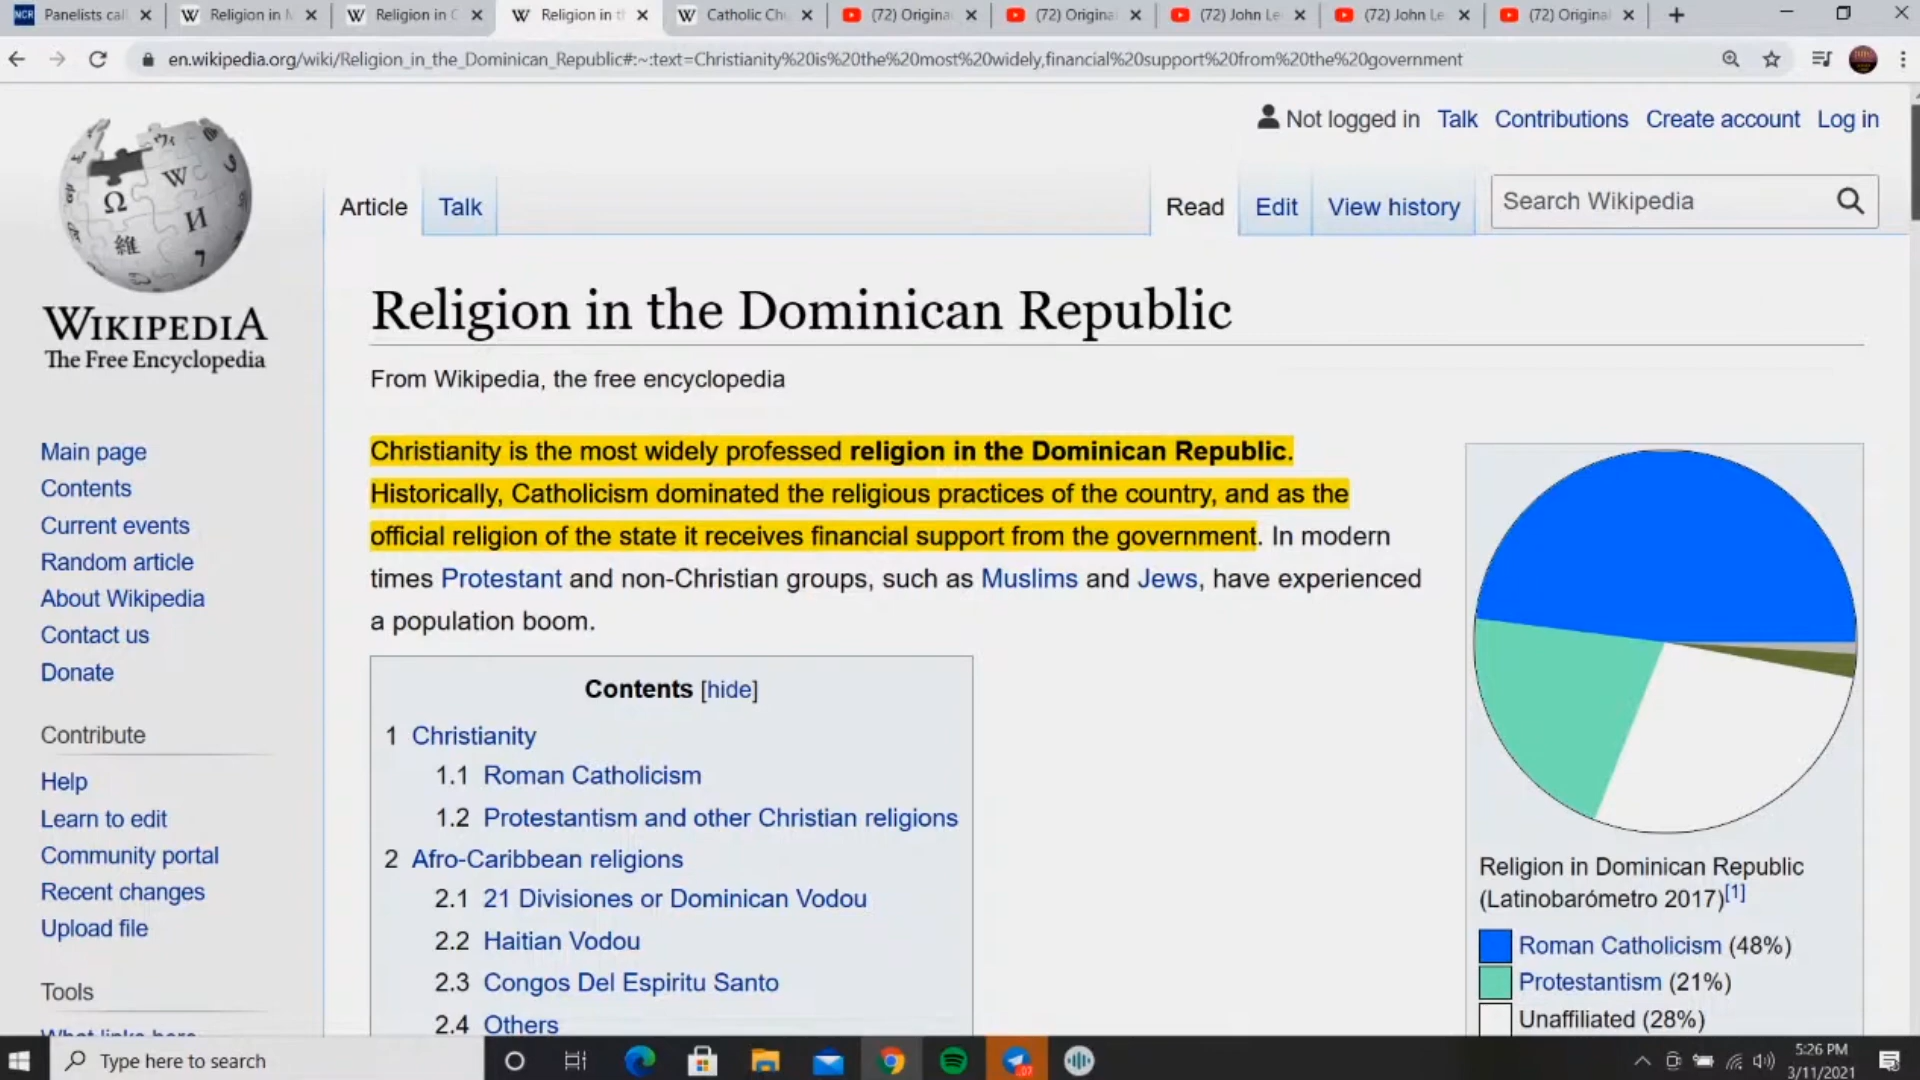 Panelists cal
Religion in
Religion in
Religion in t
Catholic Ch
(72) Origina
(72) Origina
(72) John Le
(72) John Le
(72) Original
en.wikipedia.org/wiki/Religion_in_the_Dominican_Republic#:~:text=Christianity%20is%20the%20most%20widely,financial%20support%20from%20the%20government
Not logged in Talk Contributions Create account Log in
Article Talk Read Edit View history Search Wikipedia
WIKIPEDIA
The Free Encyclopedia
Religion in the Dominican Republic
From Wikipedia, the free encyclopedia
Christianity is the most widely professed religion in the Dominican Republic.
Historically, Catholicism dominated the religious practices of the country, and as the
official religion of the state it receives financial support from the government. In modern
times Protestant and non-Christian groups, such as Muslims and Jews, have experienced
a population boom.
Main page
Contents
Current events
Random article
About Wikipedia
Contact us
Donate
Contribute
Help
Learn to edit
Community portal
Recent changes
Upload file
Tools
What links here
Contents [hide]
1 Christianity
1.1 Roman Catholicism
1.2 Protestantism and other Christian religions
2 Afro-Caribbean religions
2.1 21 Divisiones or Dominican Vodou
2.2 Haitian Vodou
2.3 Congos Del Espiritu Santo
2.4 Others
Religion in Dominican Republic
(Latinobarómetro 2017)[1]
Roman Catholicism (48%)
Protestantism (21%)
Unaffiliated (28%)
Type here to search
5:26 PM
3/11/2021